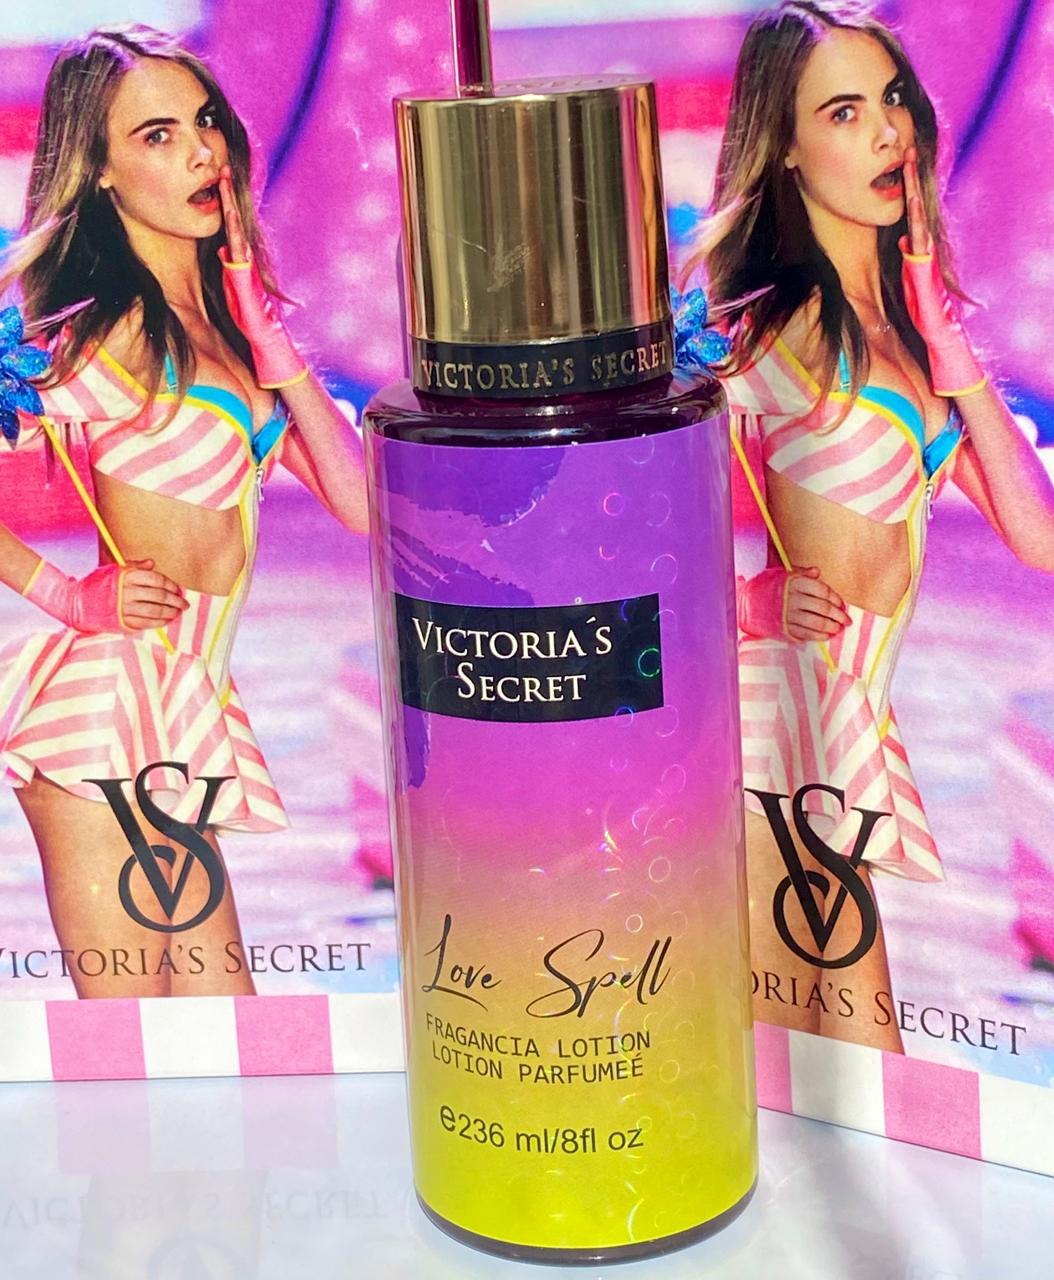 VICTORIA'S SECRET
VICTORIA´S
SECRET
Love Spell
FRAGANCIA LOTION
LOTION PARFUMEÉ
e236 ml/8fl oz
VS
VICTORIA'S SECRET
VS
ORIA'S SECRET